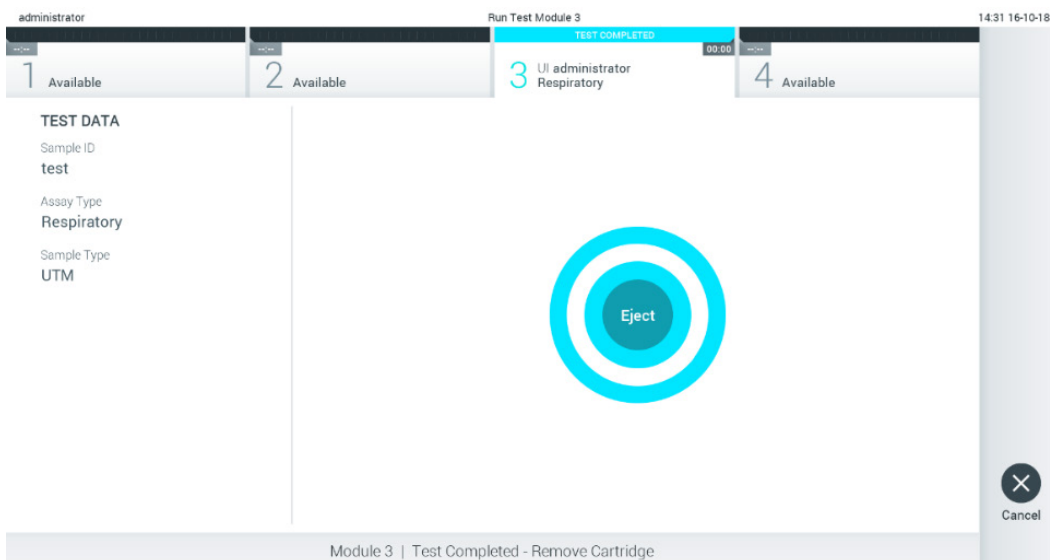 administrator
Run Test Module 3
14:31 16-10-18
TEST COMPLETED
--:--
1 Available
--:--
2 Available
00:00
3 UI administrator
Respiratory
--:--
4 Available
TEST DATA
Sample ID
test
Assay Type
Respiratory
Sample Type
UTM
Eject
Cancel
Module 3 | Test Completed - Remove Cartridge